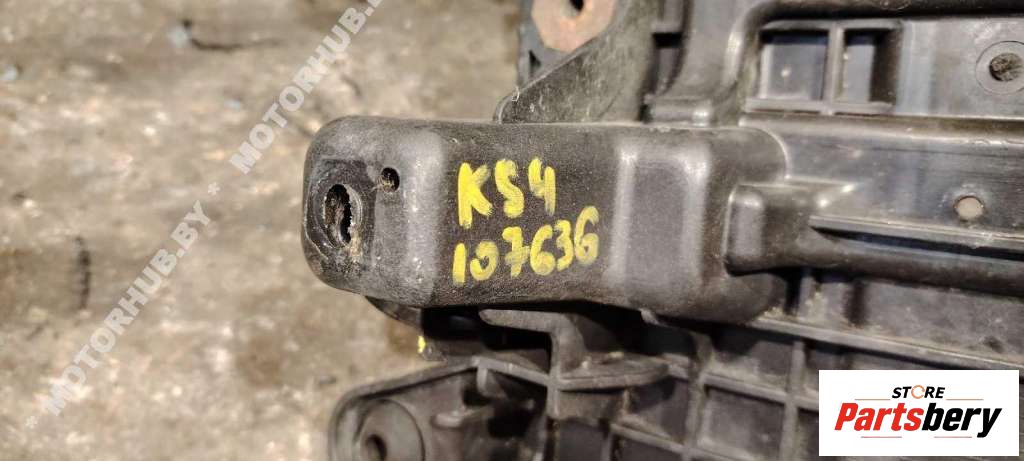 * MOTORHUB.BY * MOTORHUB.BY *
KS4
107636
STORE
Partsbery